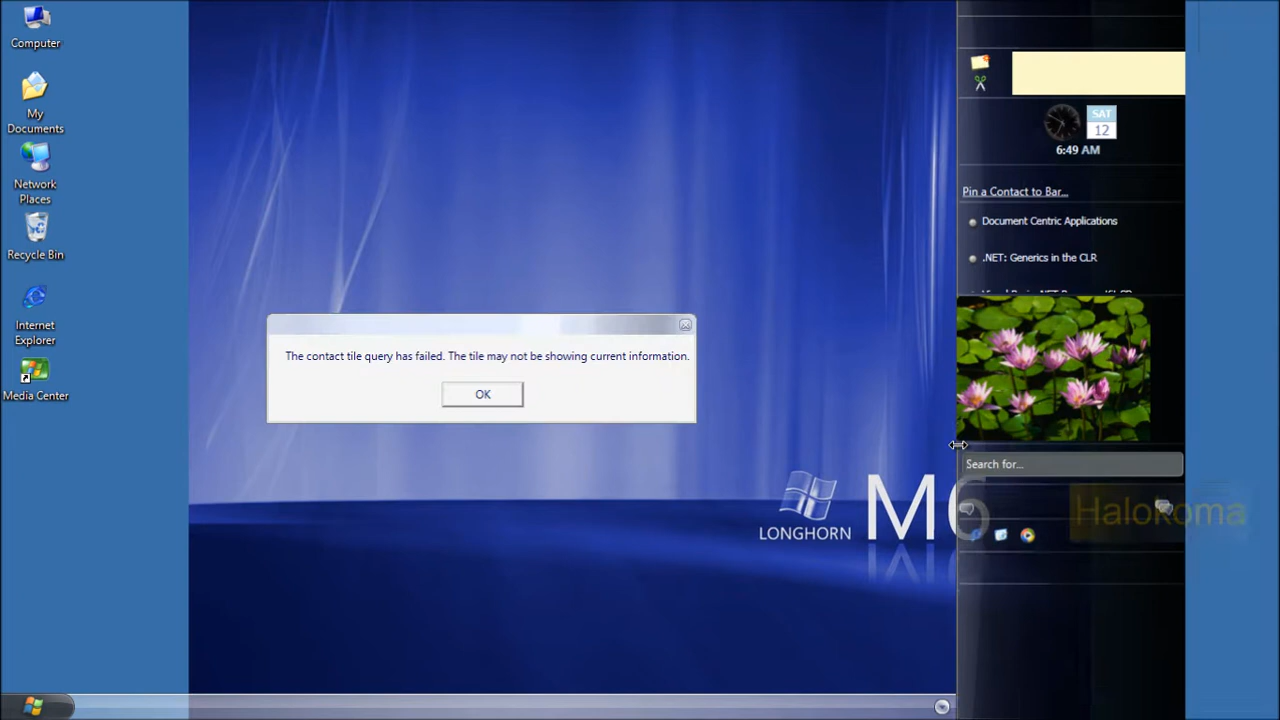 Computer
My
Documents
Network
Places
Recycle Bin
Internet
Explorer
Media Center
The contact tile query has failed. The tile may not be showing current information.
OK
LONGHORN
M6
SAT
12
6:49 AM
Pin a Contact to Bar...
Document Centric Applications
.NET: Generics in the CLR
Search for...
Halokoma